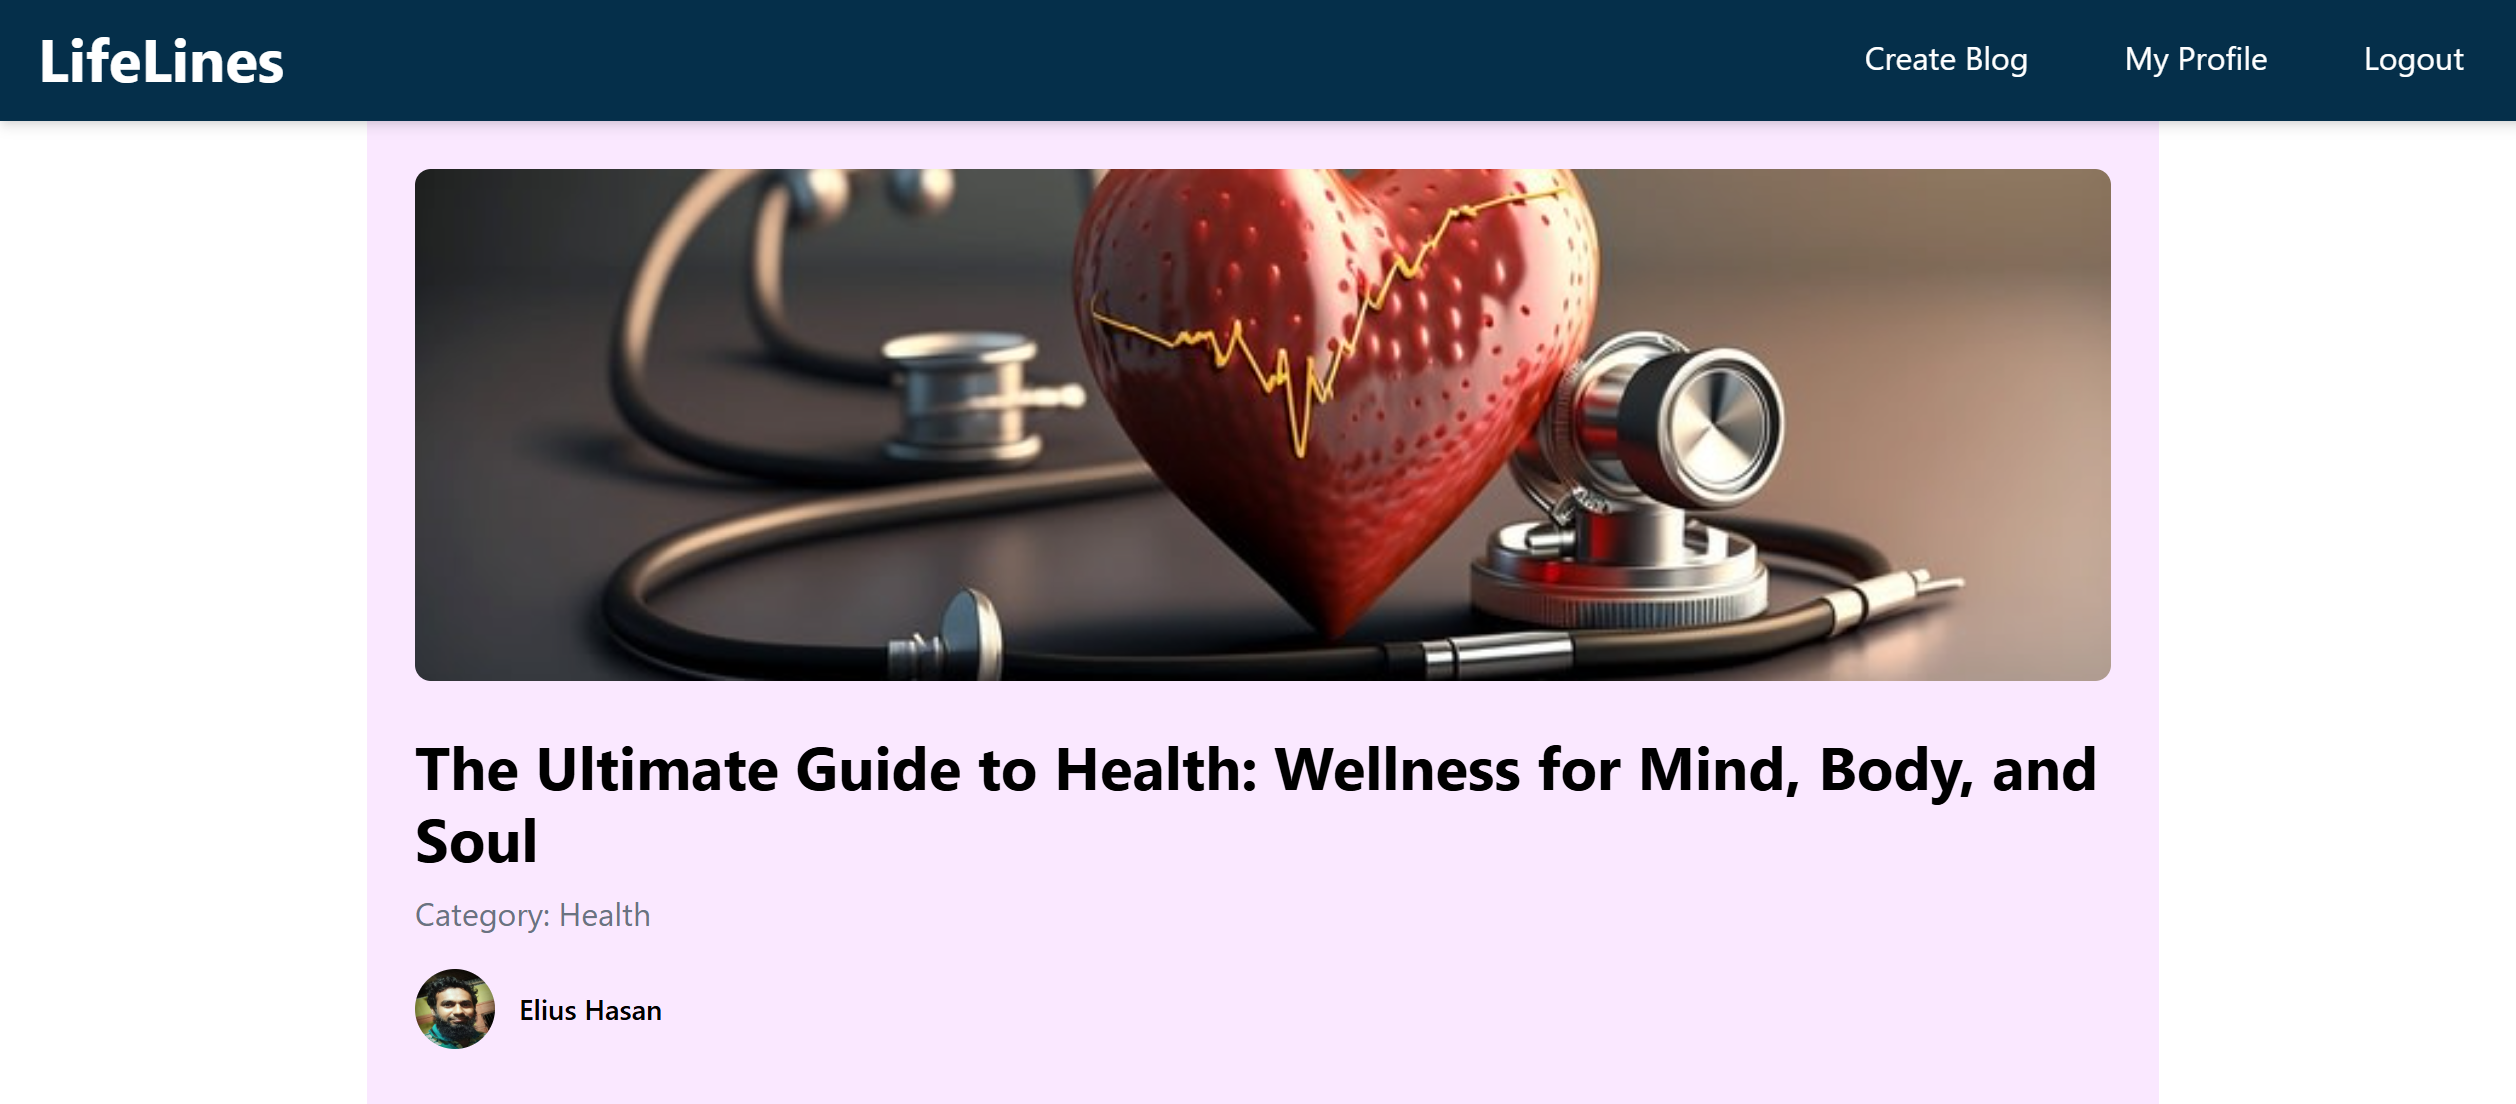 LifeLines
Create Blog
My Profile
Logout
The Ultimate Guide to Health: Wellness for Mind, Body, and
Soul
Category: Health
Elius Hasan